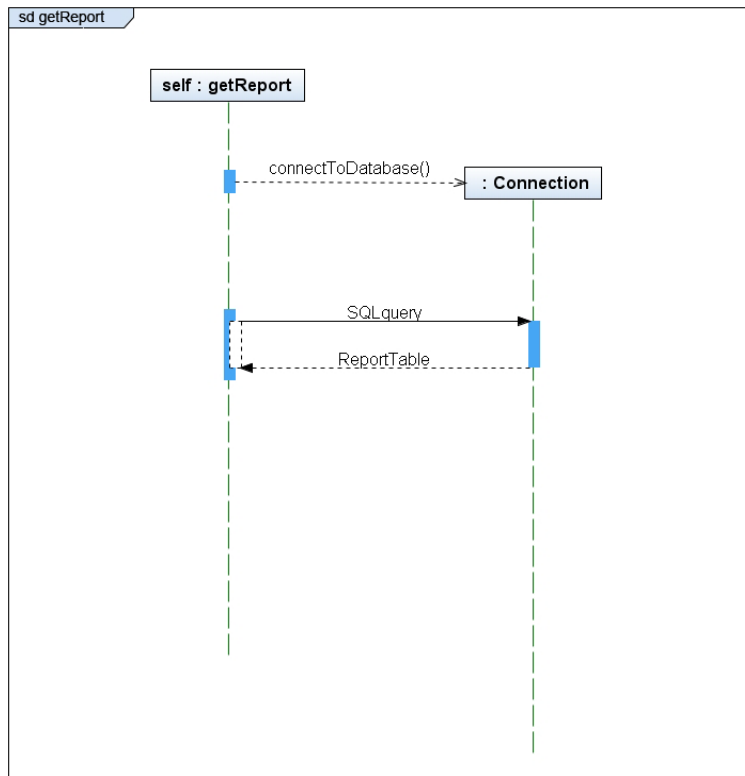 sd getReport
self : getReport
connectToDatabase()
: Connection
SQLquery
ReportTable